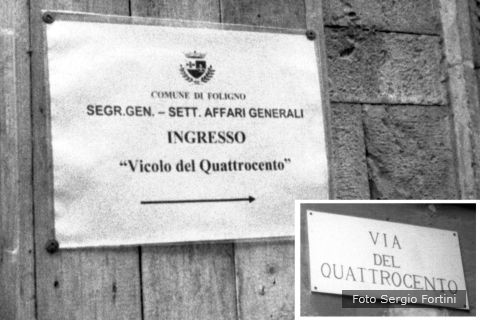 COMUNE DI FOLIGNO
SEGR.GEN. – SETT. AFFARI GENERALI
INGRESSO
“Vicolo del Quattrocento”
VIA
DEL
QUATTROCENTO
Foto Sergio Fortini